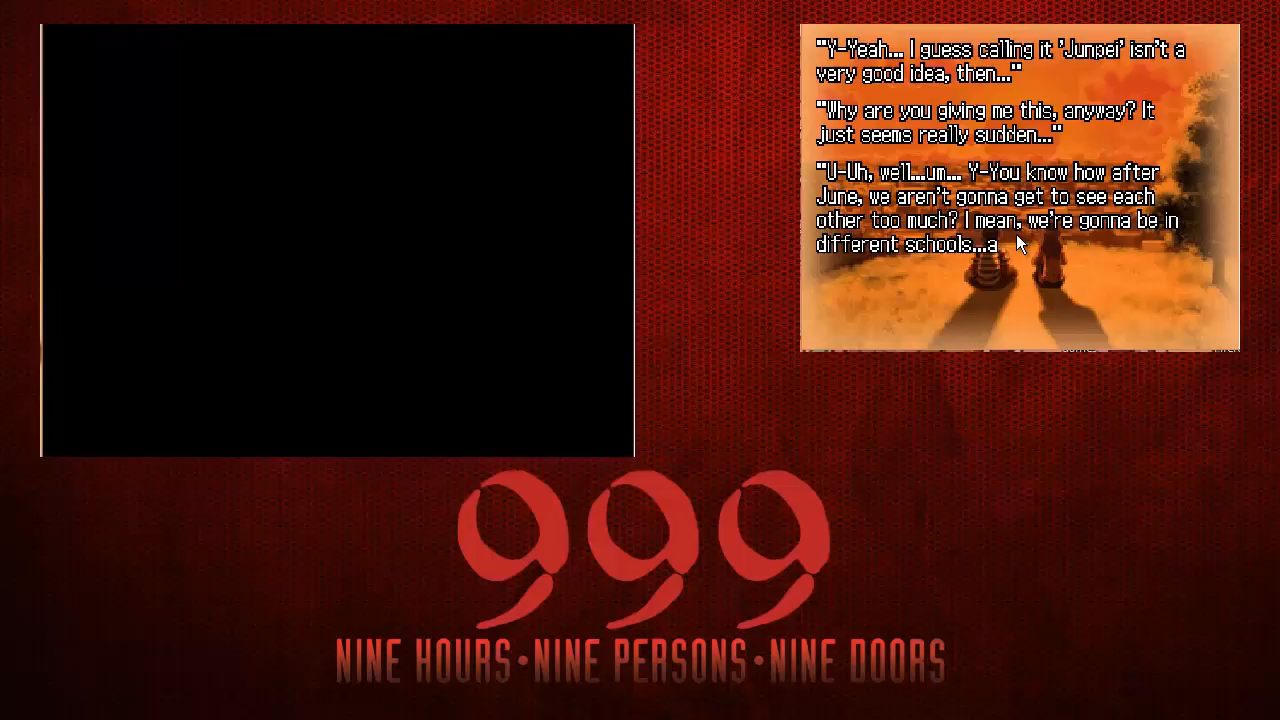 "Y-Yeah... I guess calling it 'Junpei' isn't a
very good idea, then..."
"Why are you giving me this, anyway? It
just seems really sudden..."
"U-Uh, well...um... Y-You know how after
June, we aren't gonna get to see each
other too much? I mean, we're gonna be in
different schools...a
999
NINE HOURS·NINE PERSONS·NINE DOORS